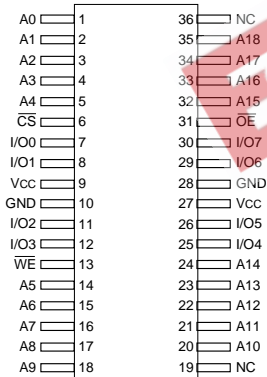 A0 1 36 NC
A1 2 35 A18
A2 3 34 A17
A3 4 33 A16
A4 5 32 A15
C̅S̅ 6 31 O̅E̅
I/O0 7 30 I/O7
I/O1 8 29 I/O6
Vcc 9 28 GND
GND 10 27 Vcc
I/O2 11 26 I/O5
I/O3 12 25 I/O4
W̅E̅ 13 24 A14
A5 14 23 A13
A6 15 22 A12
A7 16 21 A11
A8 17 20 A10
A9 18 19 NC